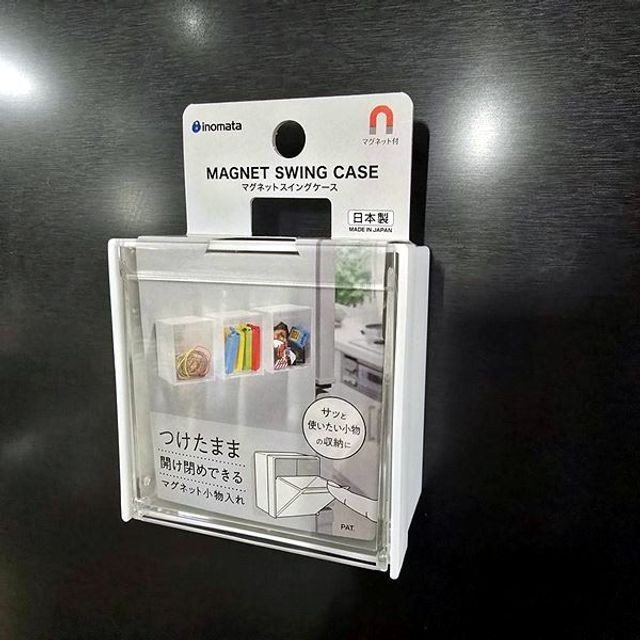 inomata
マグネット付
MAGNET SWING CASE
マグネットスイングケース
日本製
MADE IN JAPAN
サッと
使いたい小物
の収納に
つけたまま
開け閉めできる
マグネット小物入れ
PAT.